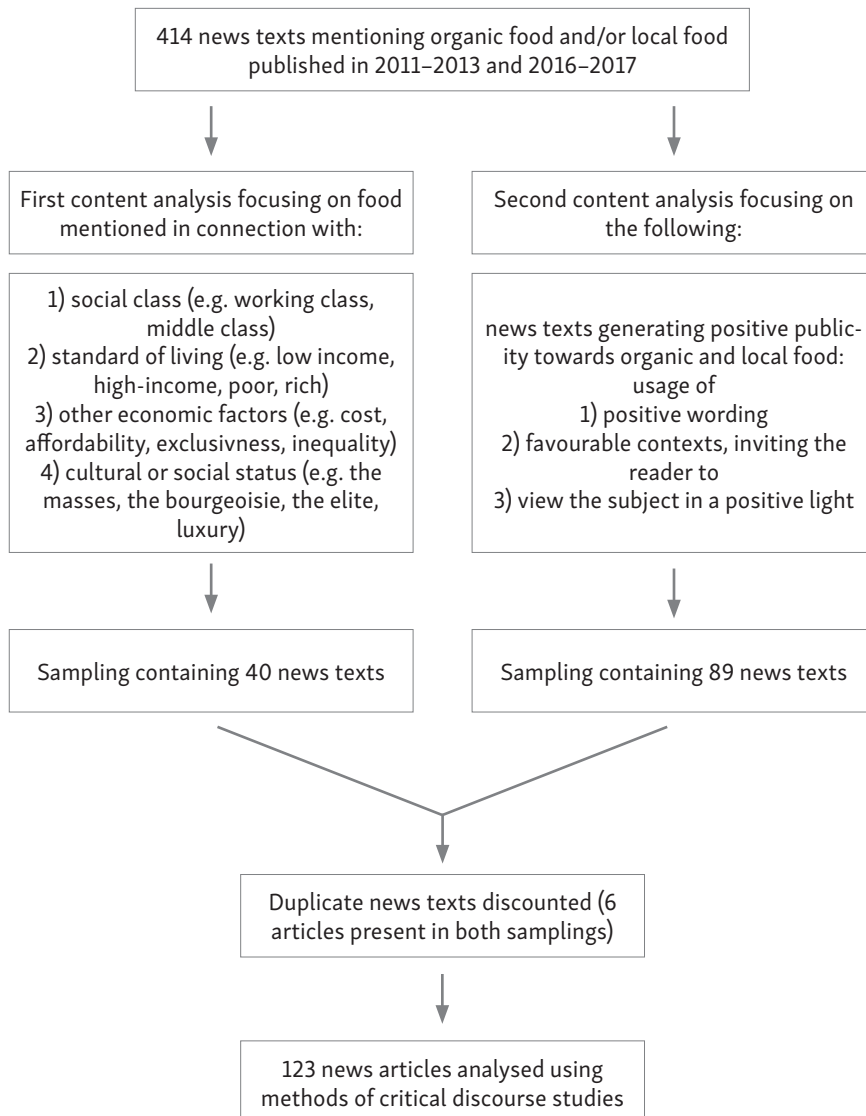 414 news texts mentioning organic food and/or local food
published in 2011–2013 and 2016–2017
First content analysis focusing on food
mentioned in connection with:
Second content analysis focusing on
the following:
1) social class (e.g. working class,
middle class)
2) standard of living (e.g. low income,
high-income, poor, rich)
3) other economic factors (e.g. cost,
affordability, exclusivness, inequality)
4) cultural or social status (e.g. the
masses, the bourgeoisie, the elite,
luxury)
news texts generating positive public-
ity towards organic and local food:
usage of
1) positive wording
2) favourable contexts, inviting the
reader to
3) view the subject in a positive light
Sampling containing 40 news texts
Sampling containing 89 news texts
Duplicate news texts discounted (6
articles present in both samplings)
123 news articles analysed using
methods of critical discourse studies